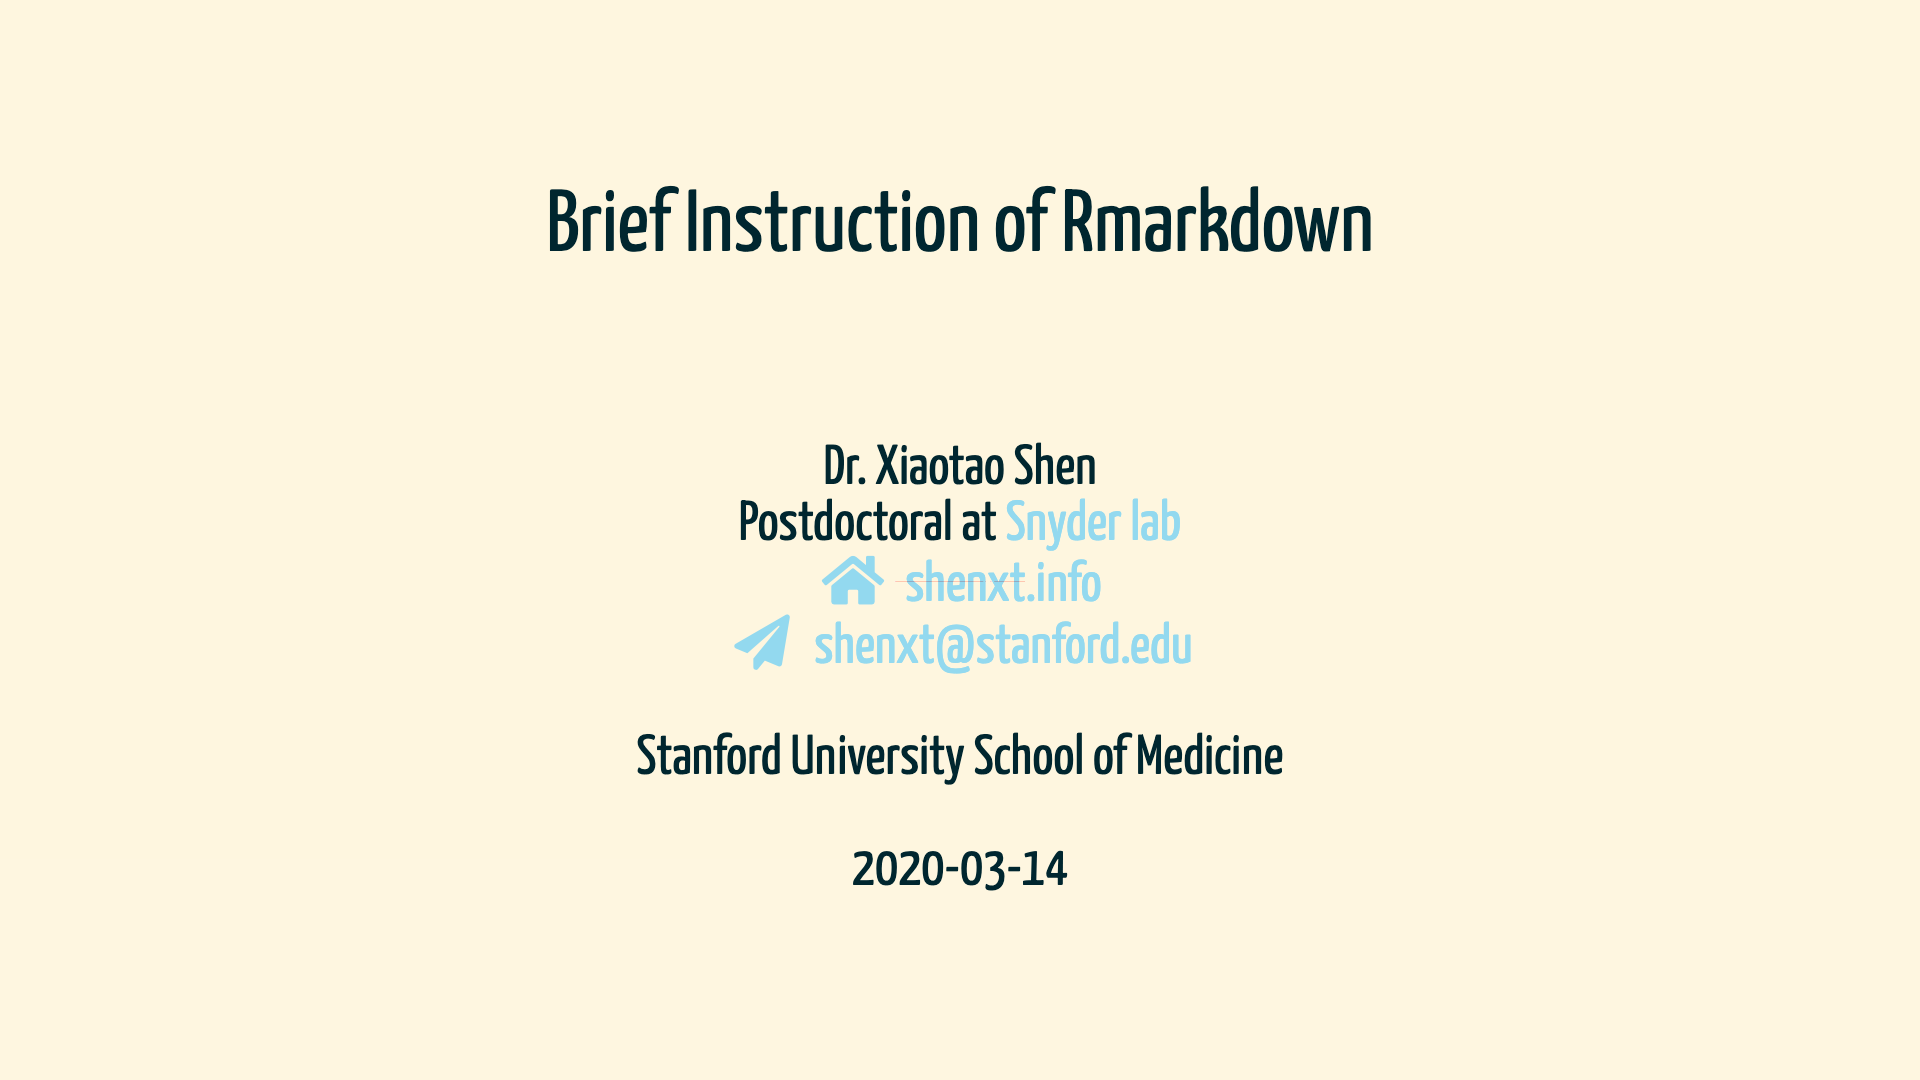 Brief Instruction of Rmarkdown
Dr. Xiaotao Shen
Postdoctoral at Snyder lab
shenxt.info
shenxt@stanford.edu
Stanford University School of Medicine
2020-03-14